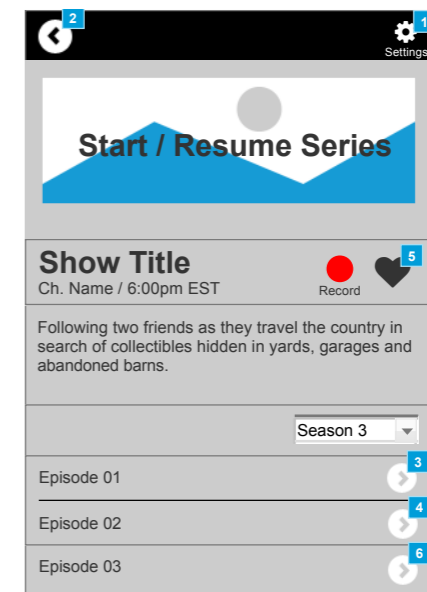 2
1
Settings
Start / Resume Series
Show Title
5
Ch. Name / 6:00pm EST
Record
Following two friends as they travel the country in
search of collectibles hidden in yards, garages and
abandoned barns.
Season 3
3
Episode 01
4
Episode 02
6
Episode 03